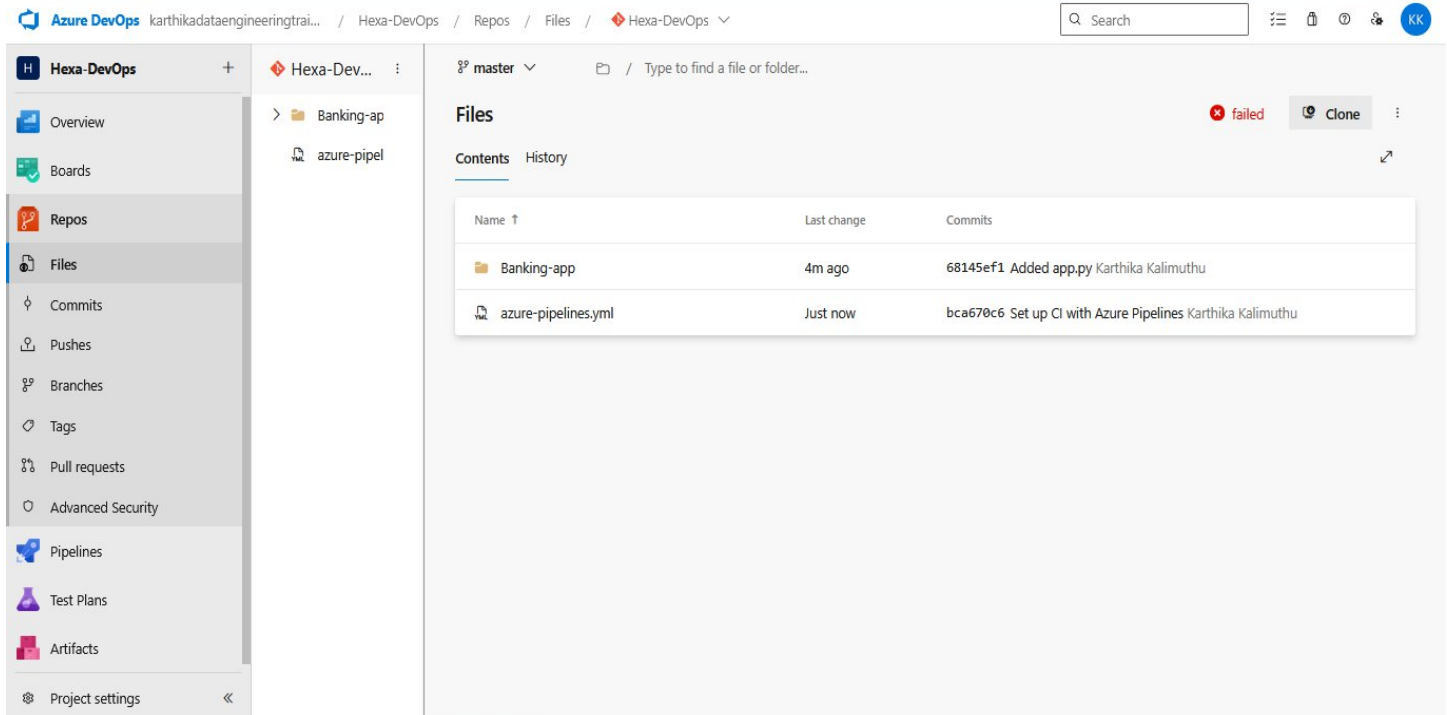 Azure DevOps karthikadataengineeringtrai... / Hexa-DevOps / Repos / Files / Hexa-DevOps
Search
KK
H Hexa-DevOps +
Overview
Boards
Repos
Files
Commits
Pushes
Branches
Tags
Pull requests
Advanced Security
Pipelines
Test Plans
Artifacts
Project settings
Hexa-Dev...
Banking-ap
YML azure-pipel
master / Type to find a file or folder...
Files
failed Clone
Contents History
Name ↑ Last change Commits
Banking-app 4m ago 68145ef1 Added app.py Karthika Kalimuthu
YML azure-pipelines.yml Just now bca670c6 Set up CI with Azure Pipelines Karthika Kalimuthu